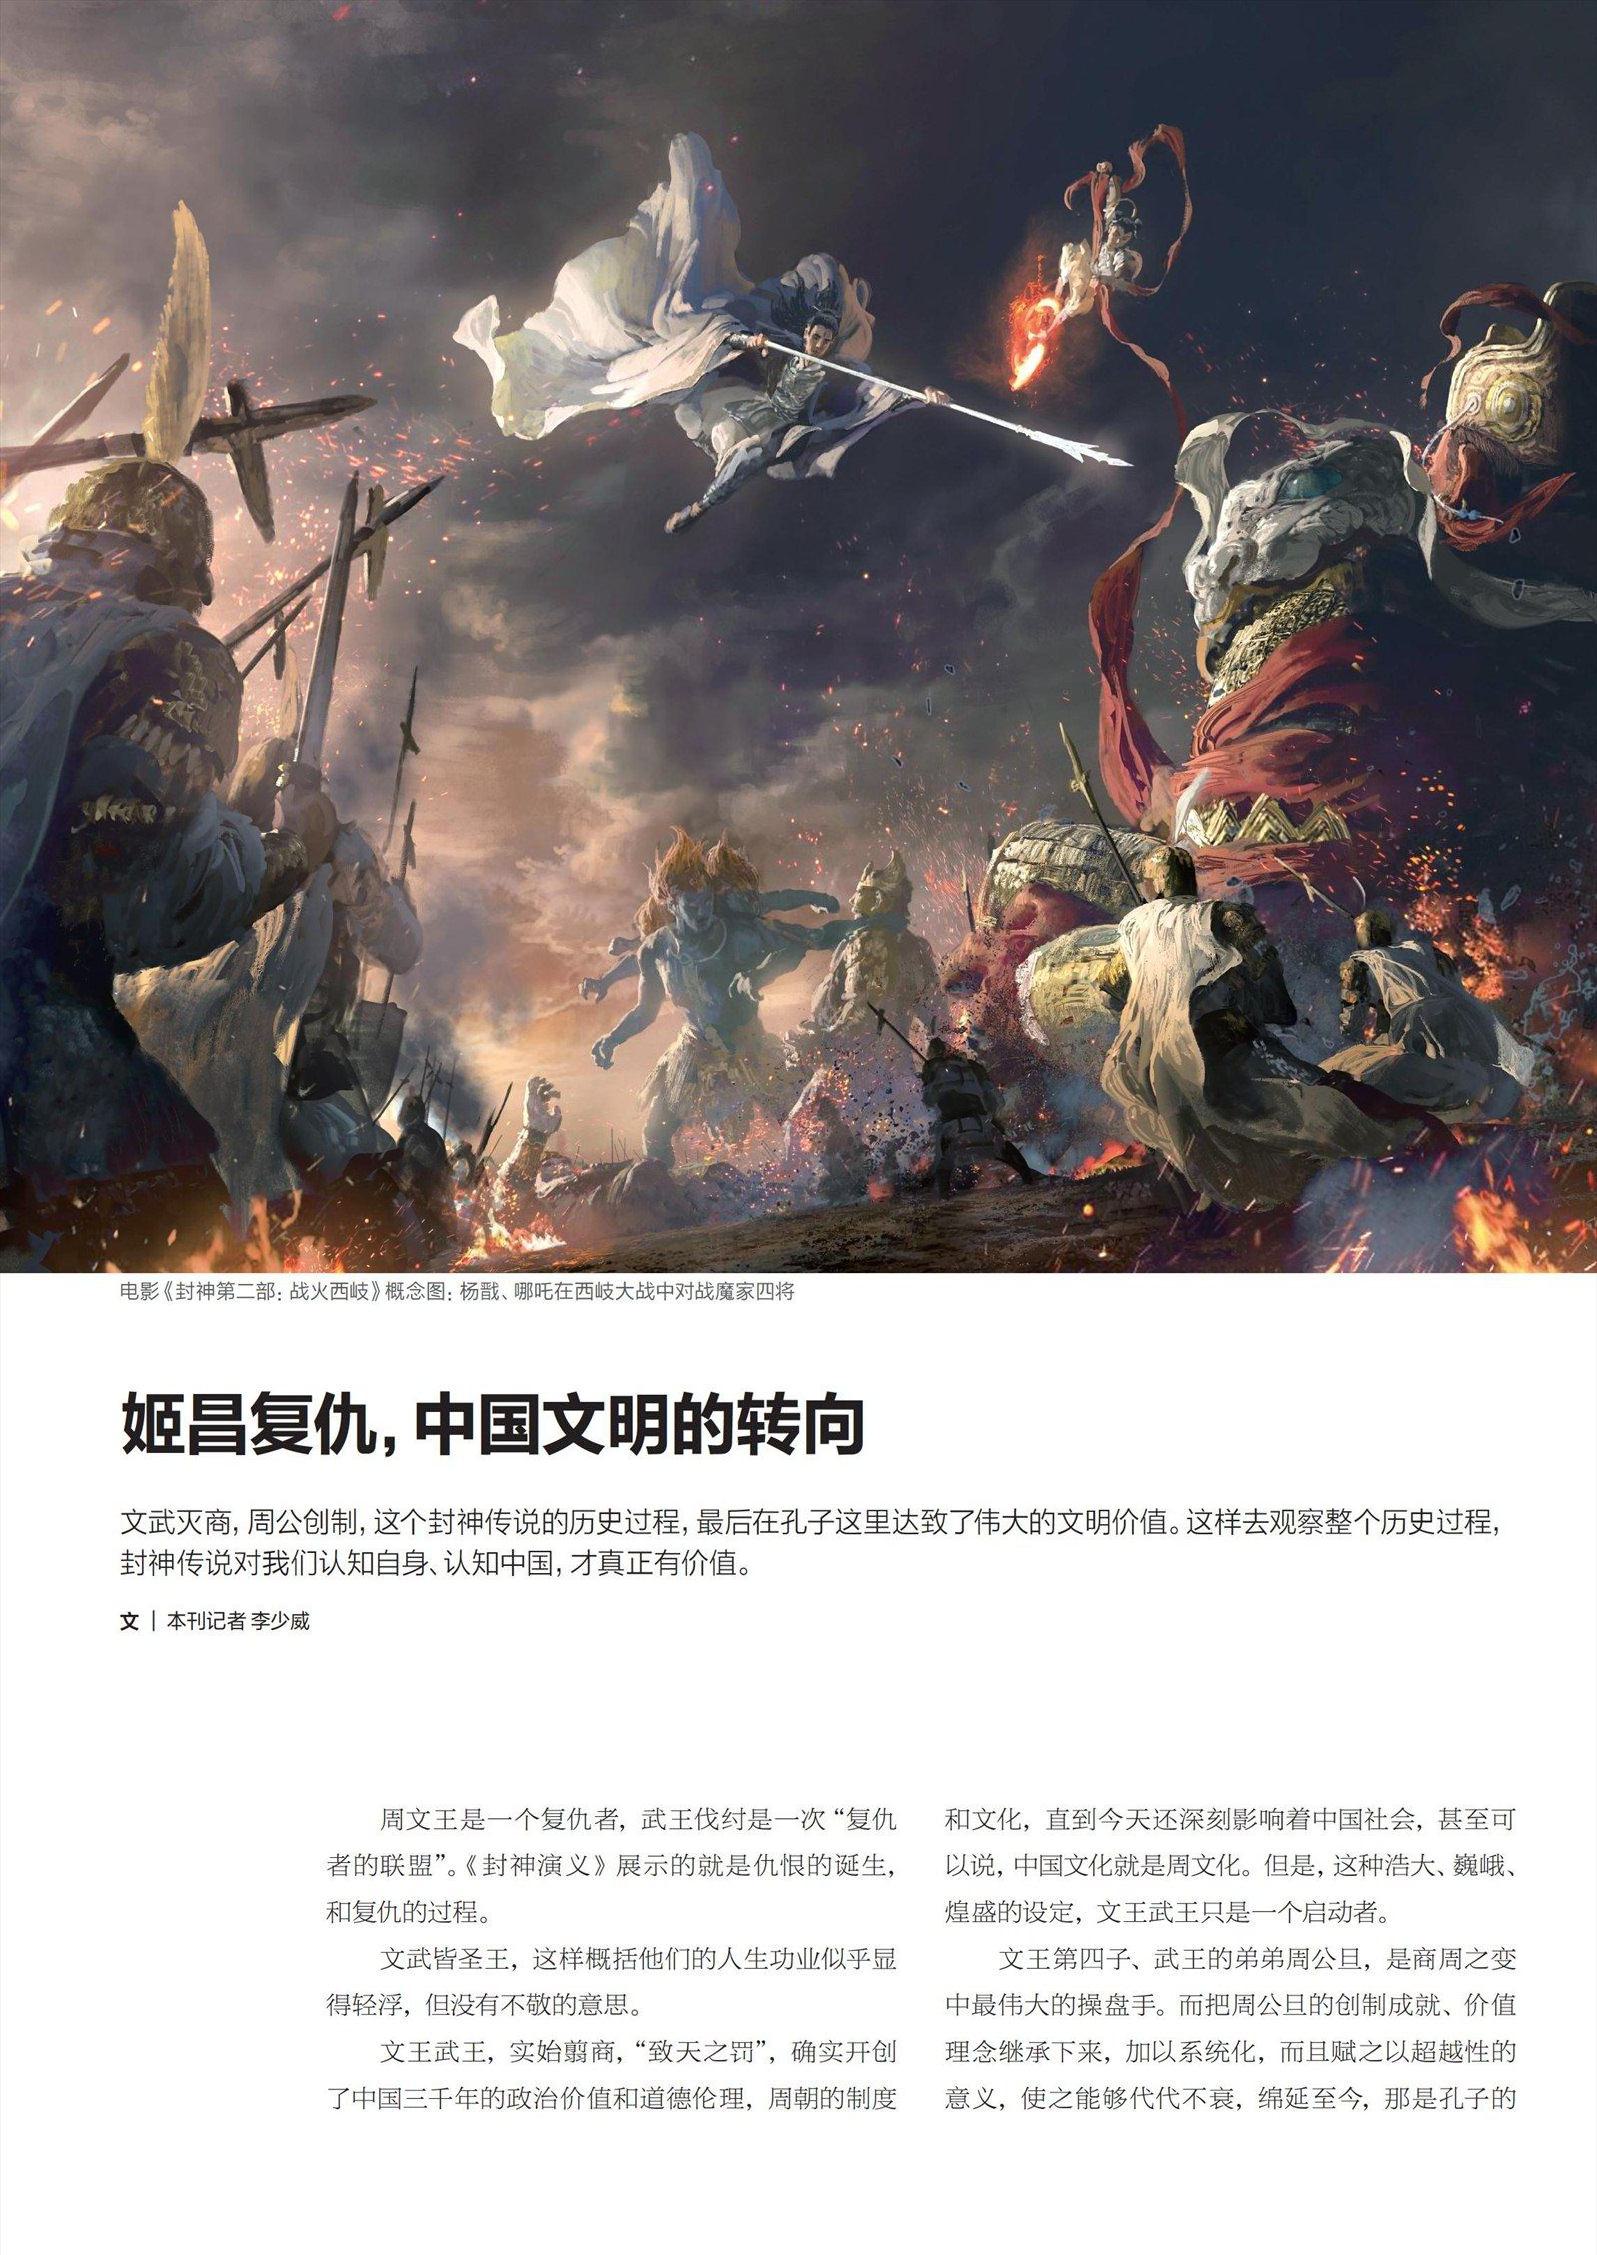 电影《封神第二部：战火西岐》概念图：杨戬、哪吒在西岐大战中对战魔家四将
姬昌复仇，中国文明的转向
文武灭商，周公创制，这个封神传说的历史过程，最后在孔子这里达致了伟大的文明价值。这样去观察整个历史过程，
封神传说对我们认知自身、认知中国，才真正有价值。
文 | 本刊记者 李少威
周文王是一个复仇者，武王伐纣是一次“复仇
者的联盟”。《封神演义》展示的就是仇恨的诞生，
和复仇的过程。
文武皆圣王，这样概括他们的人生功业似乎显
得轻浮，但没有不敬的意思。
文王武王，实始翦商，“致天之罚”，确实开创
了中国三千年的政治价值和道德伦理，周朝的制度
和文化，直到今天还深刻影响着中国社会，甚至可
以说，中国文化就是周文化。但是，这种浩大、巍峨、
煌盛的设定，文王武王只是一个启动者。
文王第四子、武王的弟弟周公旦，是商周之变
中最伟大的操盘手。而把周公旦的创制成就、价值
理念继承下来，加以系统化，而且赋之以超越性的
意义，使之能够代代不衰，绵延至今，那是孔子的